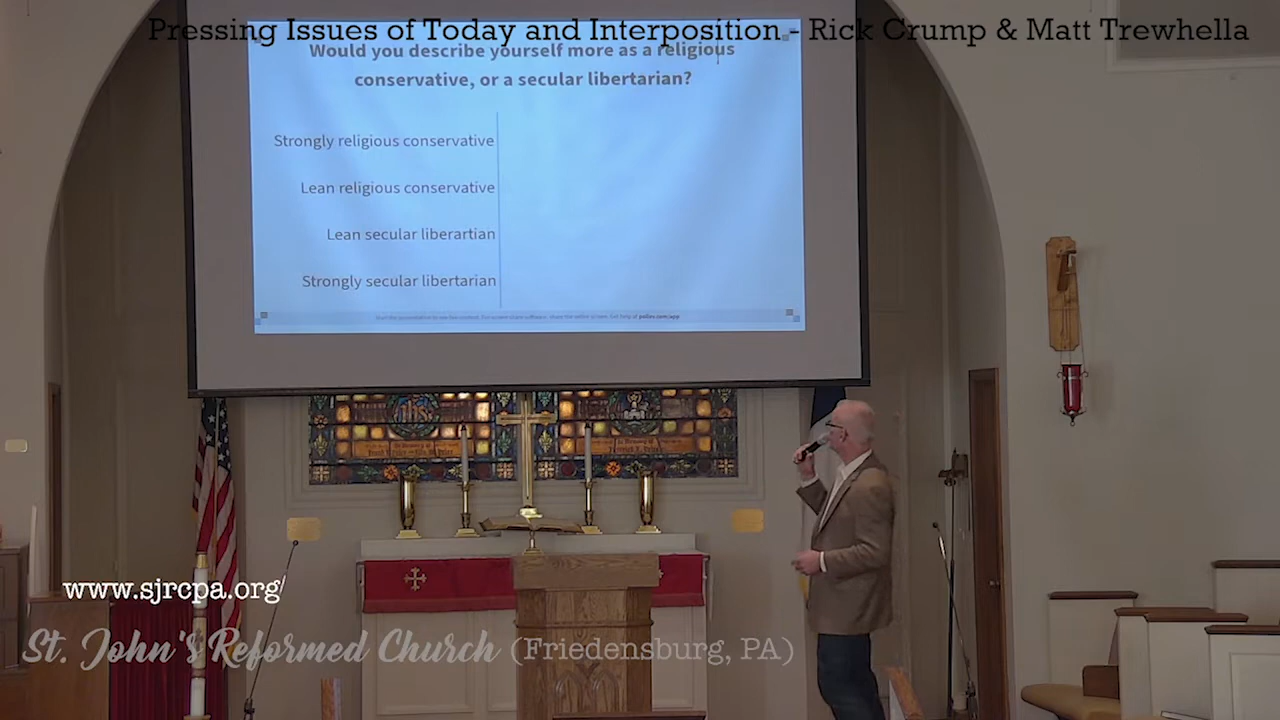 Pressing Issues of Today and Interposition - Rick Crump & Matt Trewhella
Would you describe yourself more as a religious
conservative, or a secular libertarian?
Strongly religious conservative
Lean religious conservative
Lean secular liberartian
Strongly secular libertarian
www.sjrcpa.org/
St. John's Reformed Church (Friedensburg, PA)